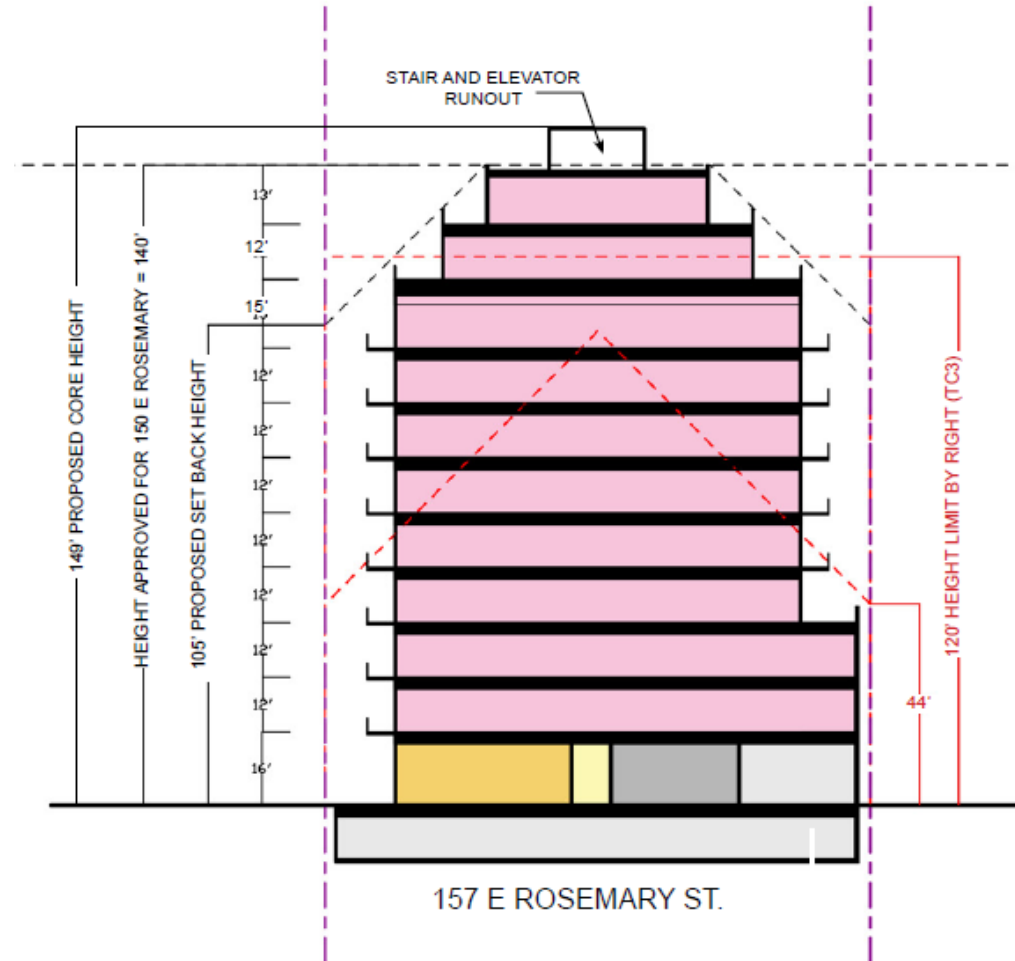 STAIR AND ELEVATOR
RUNOUT
149' PROPOSED CORE HEIGHT
HEIGHT APPROVED FOR 150 E ROSEMARY = 140'
105' PROPOSED SET BACK HEIGHT
13'
12'
15'
12'
12'
12'
12'
12'
12'
12'
16'
120' HEIGHT LIMIT BY RIGHT (TC3)
44'
157 E ROSEMARY ST.